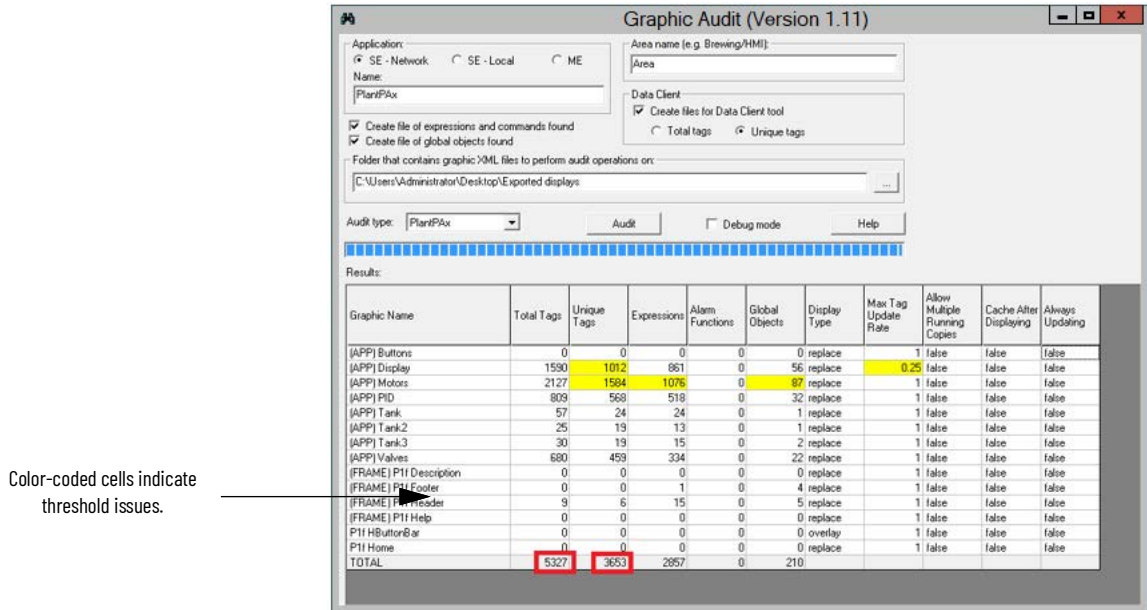 Graphic Audit (Version 1.11)
Application:
SE - Network SE - Local ME
Name:
PlantPAx
Area name (e.g. Brewing/HMI):
Area
Data Client
Create files for Data Client tool
Total tags Unique tags
Create file of expressions and commands found
Create file of global objects found
Folder that contains graphic XML files to perform audit operations on:
C:\Users\Administrator\Desktop\Exported displays ...
Audit type: PlantPAx Audit Debug mode Help
Results:
Graphic Name Total Tags Unique Tags Expressions Alarm Functions Global Objects Display Type Max Tag Update Rate Allow Multiple Running Copies Cache After Displaying Always Updating
(APP) Buttons 0 0 0 0 0 replace 1 false false false
(APP) Display 1590 1012 861 0 56 replace 0.25 false false false
(APP) Motors 2127 1584 1076 0 87 replace 1 false false false
(APP) PID 809 568 518 0 32 replace 1 false false false
(APP) Tank 57 24 24 0 1 replace 1 false false false
(APP) Tank2 25 19 13 0 1 replace 1 false false false
(APP) Tank3 30 19 15 0 2 replace 1 false false false
(APP) Valves 680 459 334 0 22 replace 1 false false false
(FRAME) P1f Description 0 0 0 0 0 replace 1 false false false
(FRAME) P1f Footer 0 0 1 0 4 replace 1 false false false
(FRAME) Header 9 6 15 0 5 replace 1 false false false
(FRAME) P1f Help 0 0 0 0 0 replace 1 false false false
P1f HButtonBar 0 0 0 0 0 overlay 1 false false false
P1f Home 0 0 0 0 0 replace 1 false false false
TOTAL 5327 3653 2857 0 210
Color-coded cells indicate
threshold issues.